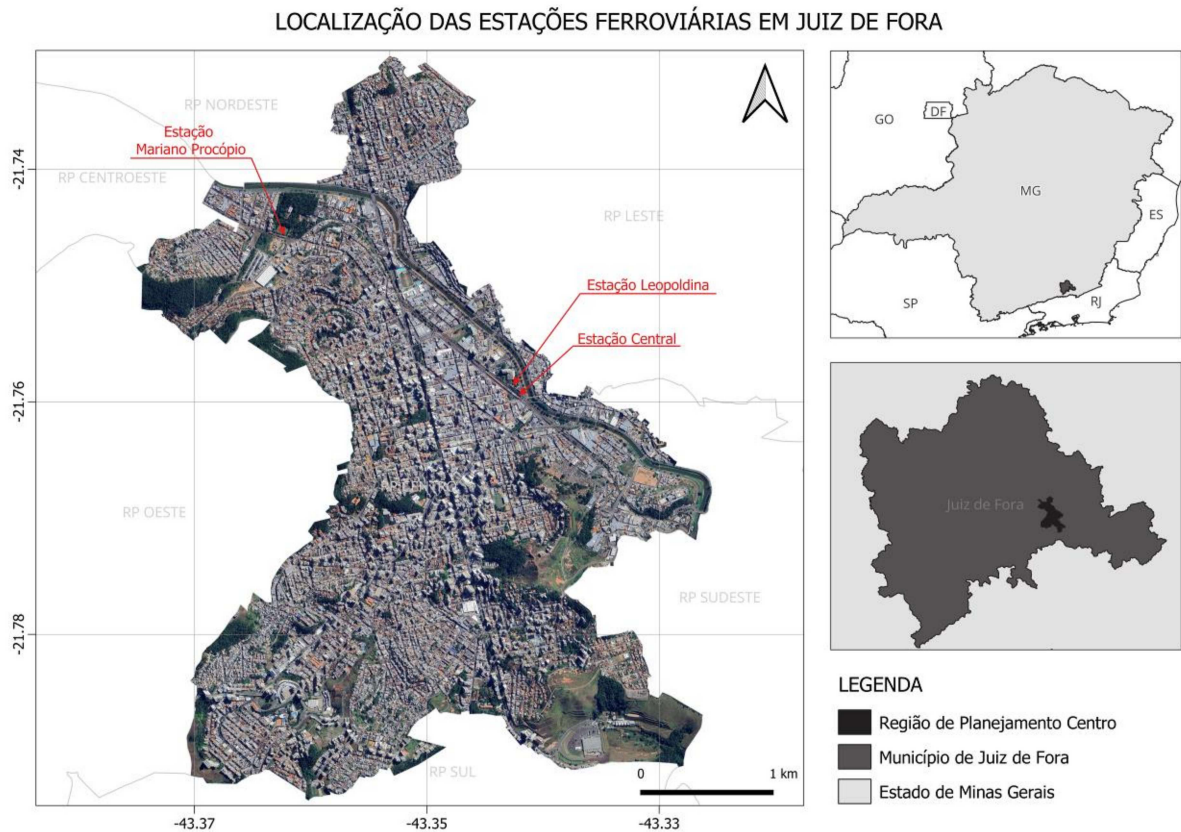 LOCALIZAÇÃO DAS ESTAÇÕES FERROVIÁRIAS EM JUIZ DE FORA
RP NORDESTE
Estação
Mariano Procópio
RP CENTROESTE
RP LESTE
Estação Leopoldina
Estação Central
RP OESTE
RP SUDESTE
RP SUL
0
1 km
-21.74
-21.76
-21.78
-43.37
-43.35
-43.33
GO
DF
MG
ES
SP
RJ
Juiz de Fora
LEGENDA
Região de Planejamento Centro
Município de Juiz de Fora
Estado de Minas Gerais